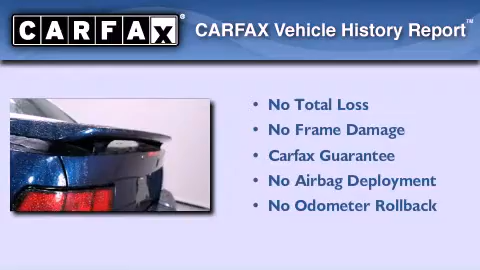 CARFAX®
CARFAX Vehicle History Report™
• No Total Loss
• No Frame Damage
• Carfax Guarantee
• No Airbag Deployment
• No Odometer Rollback